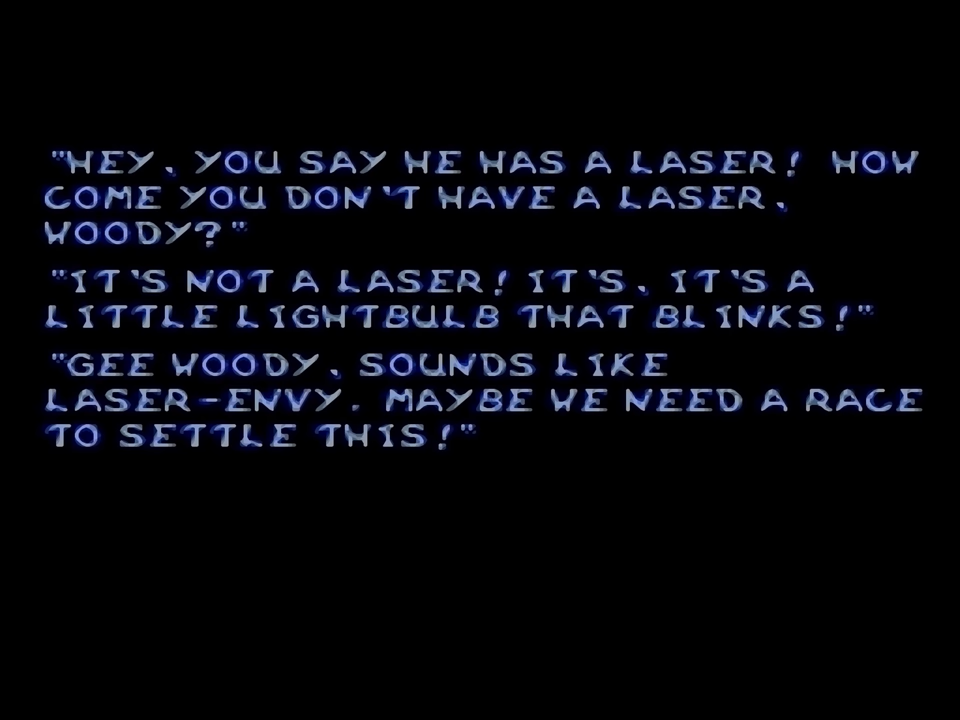 "HEY, YOU SAY HE HAS A LASER! HOW
COME YOU DON'T HAVE A LASER,
WOODY?"
"IT'S NOT A LASER! IT'S, IT'S A
LITTLE LIGHTBULB THAT BLINKS!"
"GEE WOODY, SOUNDS LIKE
LASER-ENVY. MAYBE WE NEED A RACE
TO SETTLE THIS!"